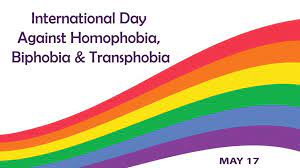 International Day
Against Homophobia,
Biphobia & Transphobia
MAY 17